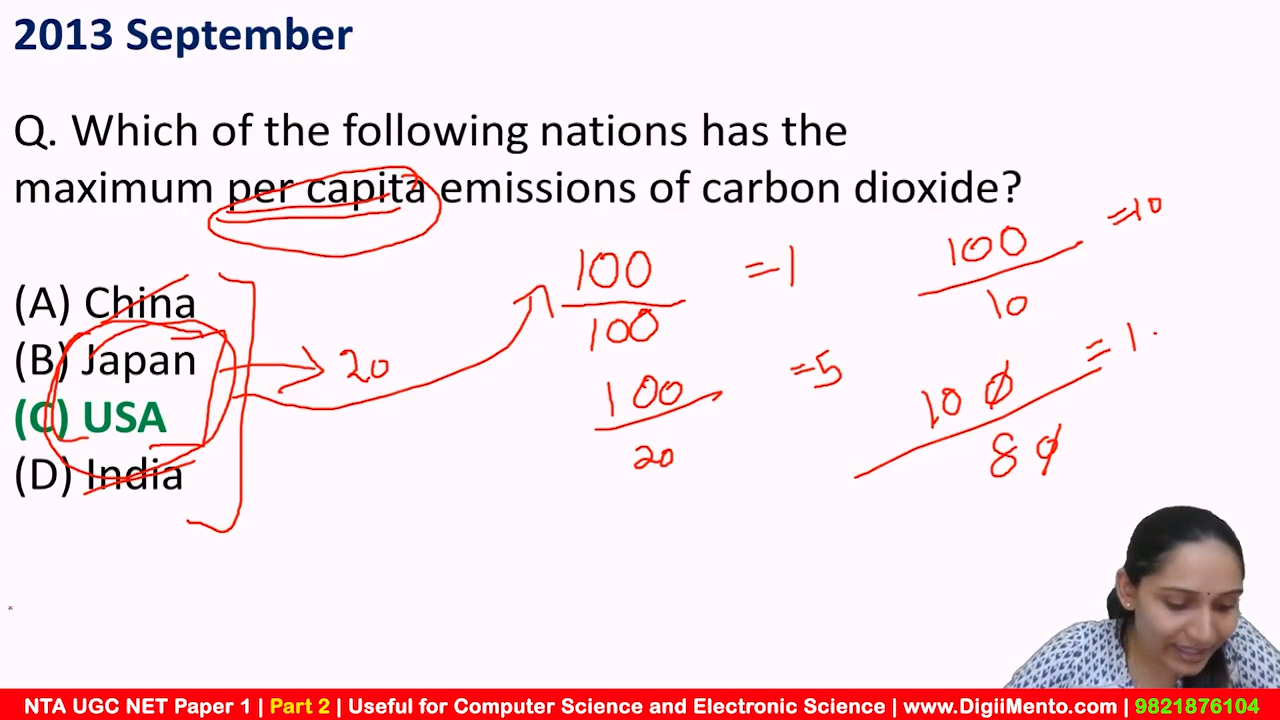 2013 September
Q. Which of the following nations has the
maximum per capita emissions of carbon dioxide?
(A) China
(B) Japan
(C) USA
(D) India
20
100
100
=1
100
20
=5
100
10
=10
100
80
=1.
NTA UGC NET Paper 1 | Part 2 | Useful for Computer Science and Electronic Science | www.DigiiMento.com | 9821876104